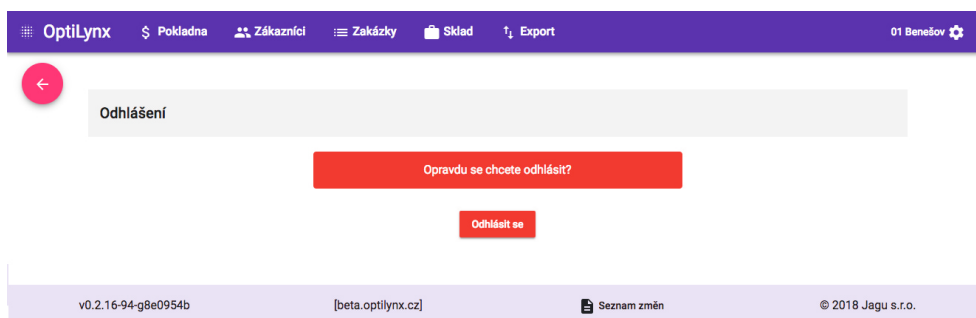 OptiLynx $ Pokladna Zákazníci Zakázky Sklad Export 01 Benešov
Odhlášení
Opravdu se chcete odhlásit?
Odhlásit se
v0.2.16-94-g8e0954b [beta.optilynx.cz] Seznam změn © 2018 Jagu s.r.o.